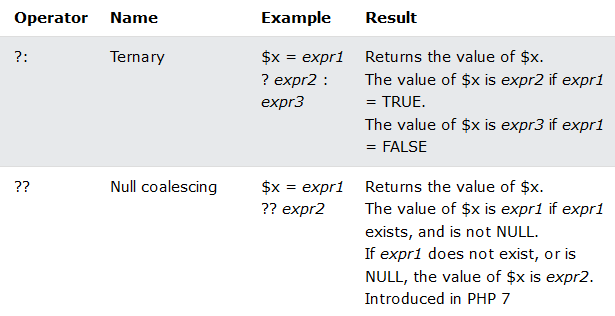 Operator Name Example Result
?: Ternary $x = expr1 Returns the value of $x.
? expr2 : The value of $x is expr2 if expr1
expr3 = TRUE.
The value of $x is expr3 if expr1
= FALSE
?? Null coalescing $x = expr1 Returns the value of $x.
?? expr2 The value of $x is expr1 if expr1
exists, and is not NULL.
If expr1 does not exist, or is
NULL, the value of $x is expr2.
Introduced in PHP 7